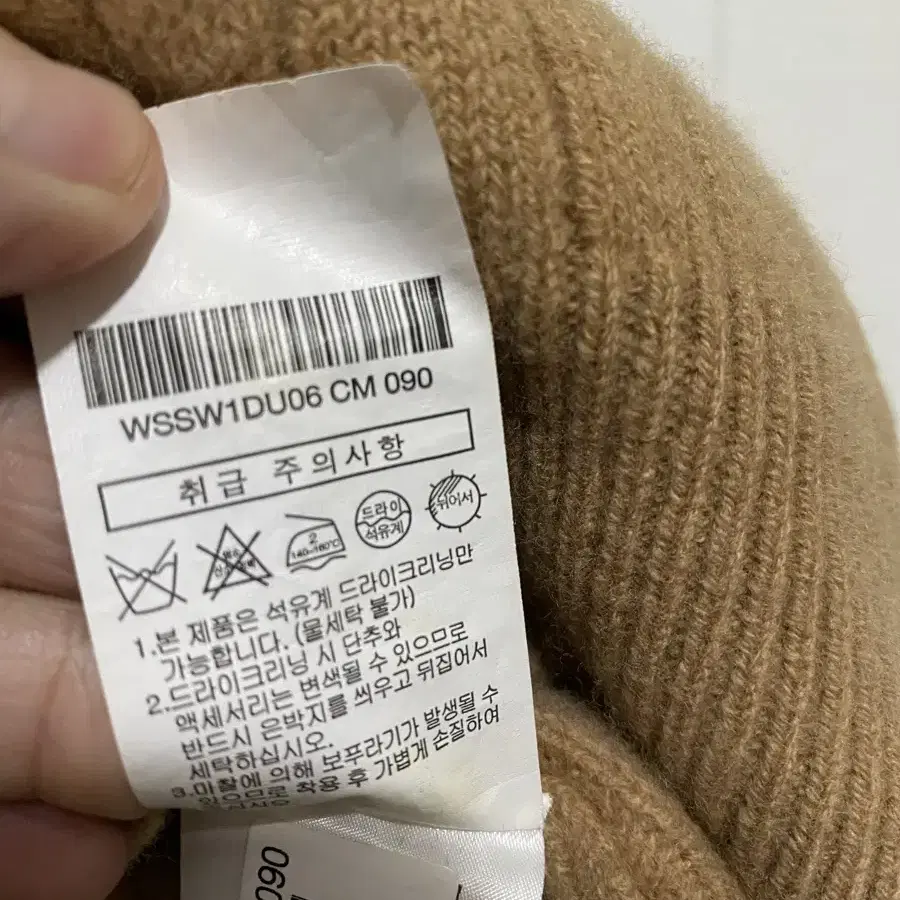 WSSW1DU06 CM 090
취급 주의사항
2
140~160°C
드라이
석유계
뒤어서
1.본 제품은 석유계 드라이크리닝만
가능합니다. (물세탁 불가)
2.드라이크리닝 시 단추와
액세서리는 변색될 수 있으므로
반드시 은박지를 씌우고 뒤집어서
세탁하십시오.
3.마찰에 의해 보푸라기가 발생될 수
있으므로 착용 후 가볍게 손질하여
090